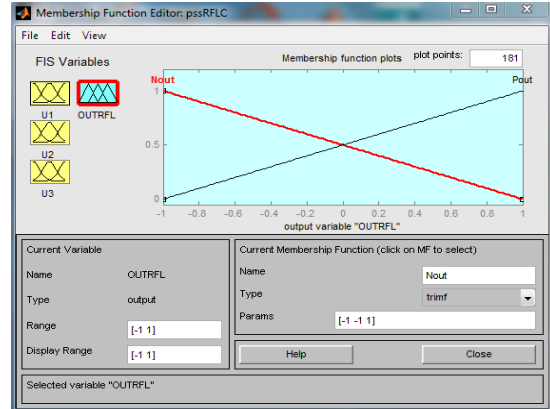 Membership Function Editor: pssRFLC
File Edit View
FIS Variables
U1
OUTRFL
U2
U3
Membership function plots
plot points:
181
Nout
Pout
1
0.5
0
-1 -0.8 -0.6 -0.4 -0.2 0 0.2 0.4 0.6 0.8 1
output variable "OUTRFL"
Current Variable
Name OUTRFL
Type output
Range [-1 1]
Display Range [-1 1]
Current Membership Function (click on MF to select)
Name Nout
Type trimf
Params [-1 -1 1]
Help
Close
Selected variable "OUTRFL"